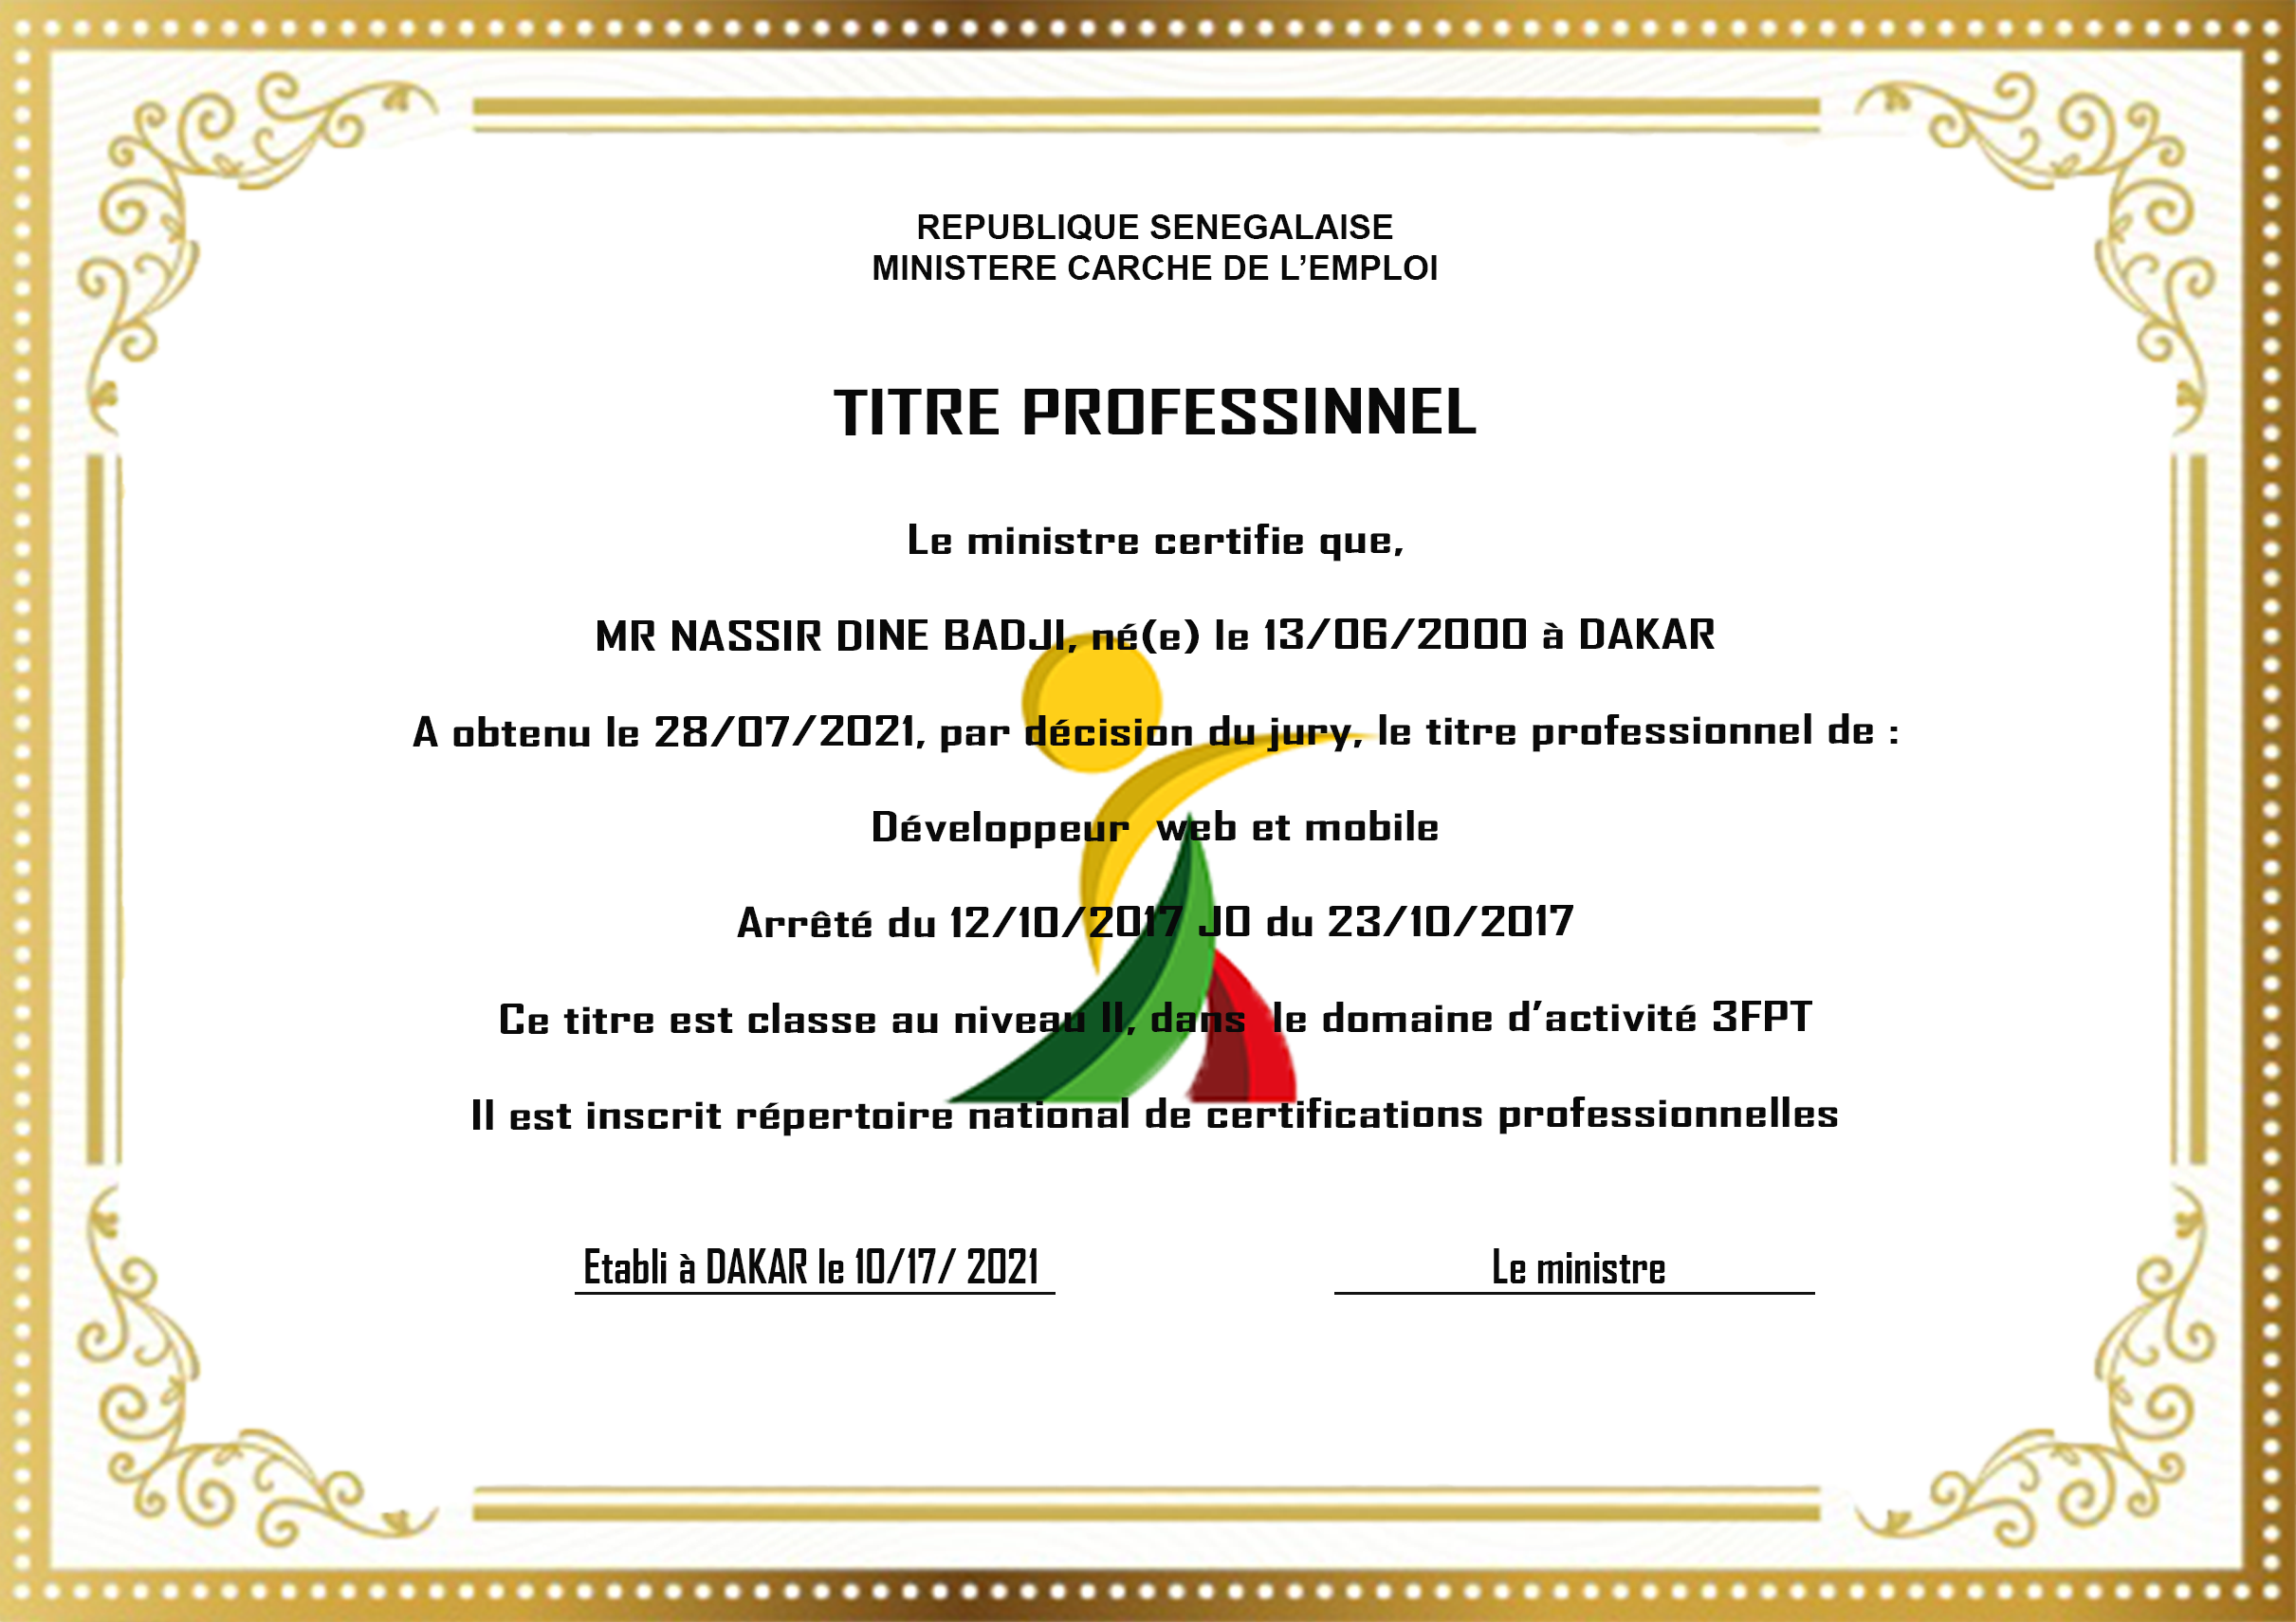 REPUBLIQUE SENEGALAISE
MINISTERE CARCHE DE L’EMPLOI
TITRE PROFESSINNEL
Le ministre certifie que,
MR NASSIR DINE BADJI, né(e) le 13/06/2000 à DAKAR
A obtenu le 28/07/2021, par décision du jury, le titre professionnel de :
Développeur web et mobile
Arrêté du 12/10/2017 JO du 23/10/2017
Ce titre est classe au niveau II, dans le domaine d’activité 3FPT
Il est inscrit répertoire national de certifications professionnelles
Etabli à DAKAR le 10/17/ 2021
Le ministre